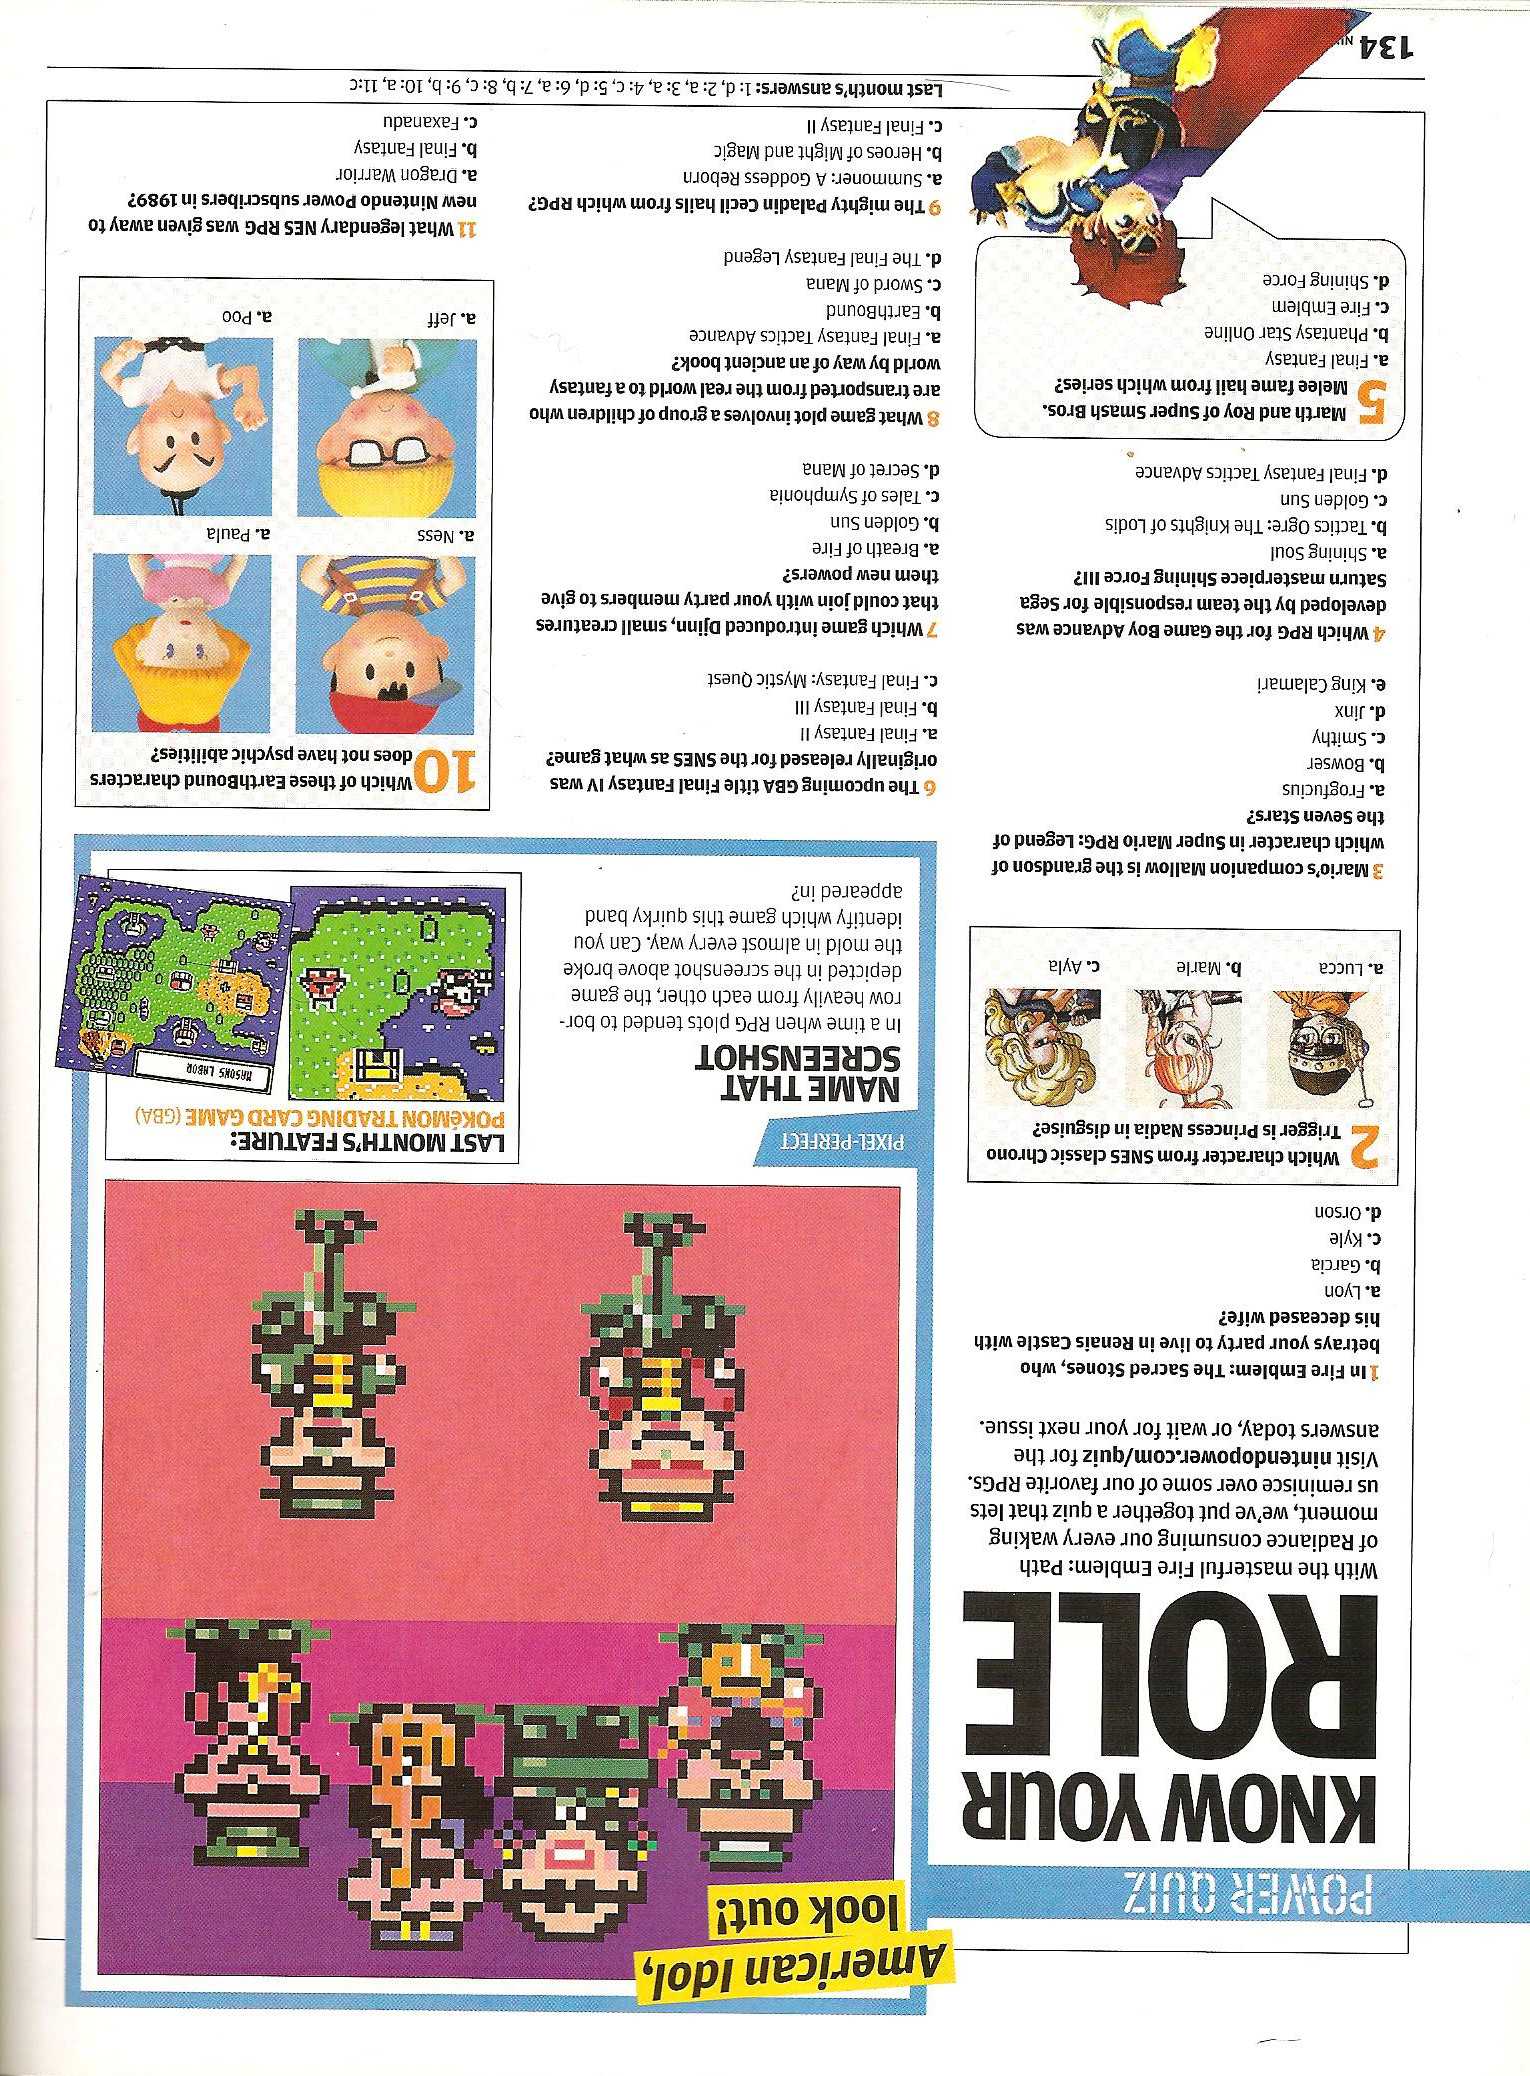 American Idol,
look out!
POWER QUIZ
KNOW YOUR
ROLE
With the masterful Fire Emblem: Path
of Radiance consuming our every waking
moment, we've put together a quiz that lets
us reminisce over some of our favorite RPGs.
Visit nintendopower.com/quiz for the
answers today, or wait for your next issue.
1 In Fire Emblem: The Sacred Stones, who
betrays your party to live in Renais Castle with
his deceased wife?
a. Lyon
b. Garcia
c. Kyle
d. Orson
2 Which character from SNES classic Chrono
Trigger is Princess Nadia in disguise?
a. Lucca
b. Marle
c. Ayla
3 Mario's companion Mallow is the grandson of
which character in Super Mario RPG: Legend of
the Seven Stars?
a. Frogfucius
b. Bowser
c. Smithy
d. Jinx
e. King Calamari
4 Which RPG for the Game Boy Advance was
developed by the team responsible for Sega
Saturn masterpiece Shining Force III?
a. Shining Soul
b. Tactics Ogre: The Knights of Lodis
c. Golden Sun
d. Final Fantasy Tactics Advance
5 Marth and Roy of Super Smash Bros.
Melee fame hail from which series?
a. Final Fantasy
b. Phantasy Star Online
c. Fire Emblem
d. Shining Force
PIXEL-PERFECT
NAME THAT
SCREENSHOT
In a time when RPG plots tended to bor-
row heavily from each other, the game
depicted in the screenshot above broke
the mold in almost every way. Can you
identify which game this quirky band
appeared in?
LAST MONTH'S FEATURE:
POKéMON TRADING CARD GAME (GBA)
MASONS LABOR
6 The upcoming GBA title Final Fantasy IV was
originally released for the SNES as what game?
a. Final Fantasy II
b. Final Fantasy III
c. Final Fantasy: Mystic Quest
7 Which game introduced Djinn, small creatures
that could join with your party members to give
them new powers?
a. Breath of Fire
b. Golden Sun
c. Tales of Symphonia
d. Secret of Mana
8 What game plot involves a group of children who
are transported from the real world to a fantasy
world by way of an ancient book?
a. Final Fantasy Tactics Advance
b. EarthBound
c. Sword of Mana
d. The Final Fantasy Legend
9 The mighty Paladin Cecil hails from which RPG?
a. Summoner: A Goddess Reborn
b. Heroes of Might and Magic
c. Final Fantasy II
10 Which of these EarthBound characters
does not have psychic abilities?
a. Ness
a. Paula
a. Jeff
a. Poo
11 What legendary NES RPG was given away to
new Nintendo Power subscribers in 1989?
a. Dragon Warrior
b. Final Fantasy
c. Faxanadu
Last month's answers: 1: d, 2: a, 3: a, 4: c, 5: d, 6: a, 7: b, 8: c, 9: b, 10: a, 11:c
134